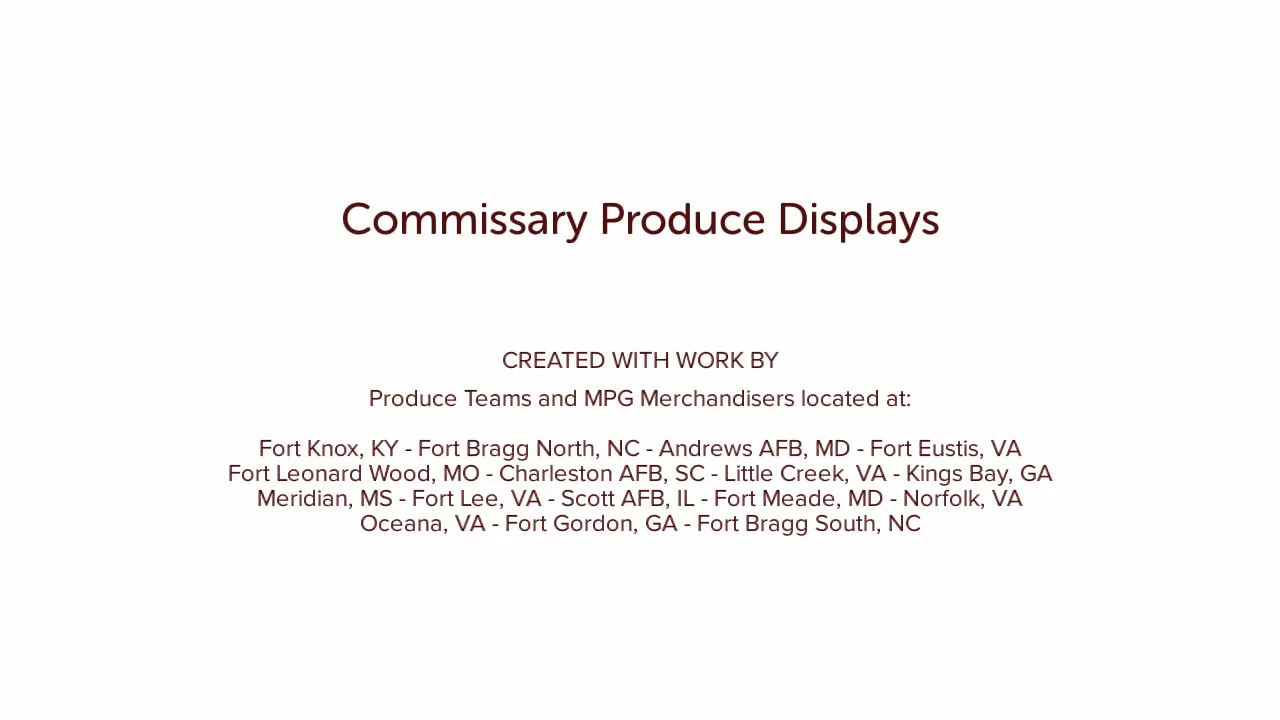 Commissary Produce Displays
CREATED WITH WORK BY
Produce Teams and MPG Merchandisers located at:
Fort Knox, KY - Fort Bragg North, NC - Andrews AFB, MD - Fort Eustis, VA
Fort Leonard Wood, MO - Charleston AFB, SC - Little Creek, VA - Kings Bay, GA
Meridian, MS - Fort Lee, VA - Scott AFB, IL - Fort Meade, MD - Norfolk, VA
Oceana, VA - Fort Gordon, GA - Fort Bragg South, NC